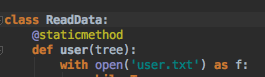 class ReadData:
@staticmethod
def user(tree):
with open('user.txt') as f: